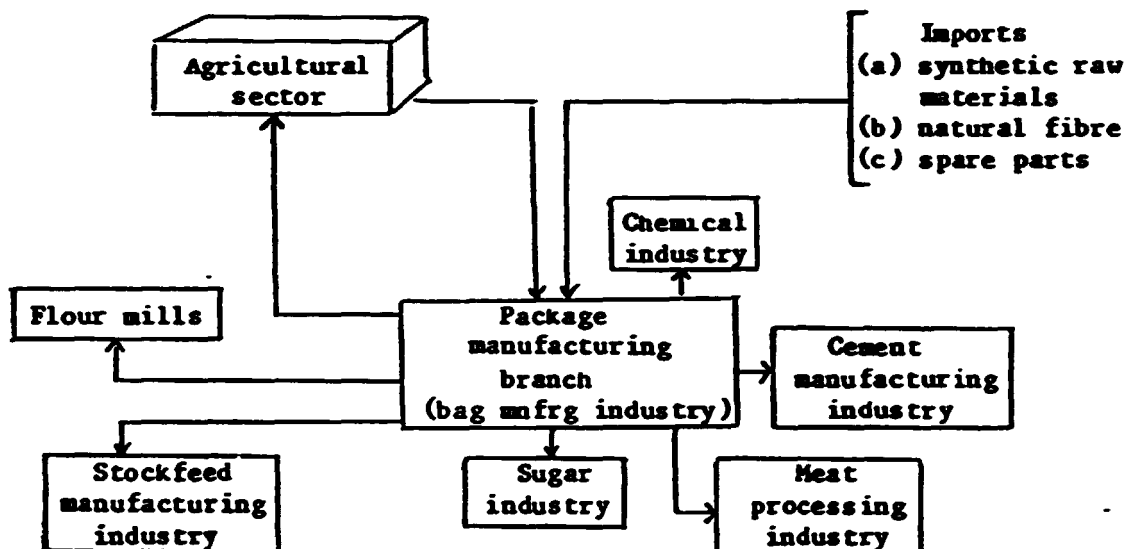 Agricultural
sector
Imports
(a) synthetic raw
materials
(b) natural fibre
(c) spare parts
Chemical
industry
Flour mills
Package
manufacturing
branch
(bag mnfrg industry)
Cement
manufacturing
industry
Stockfeed
manufacturing
industry
Sugar
industry
Meat
processing
industry